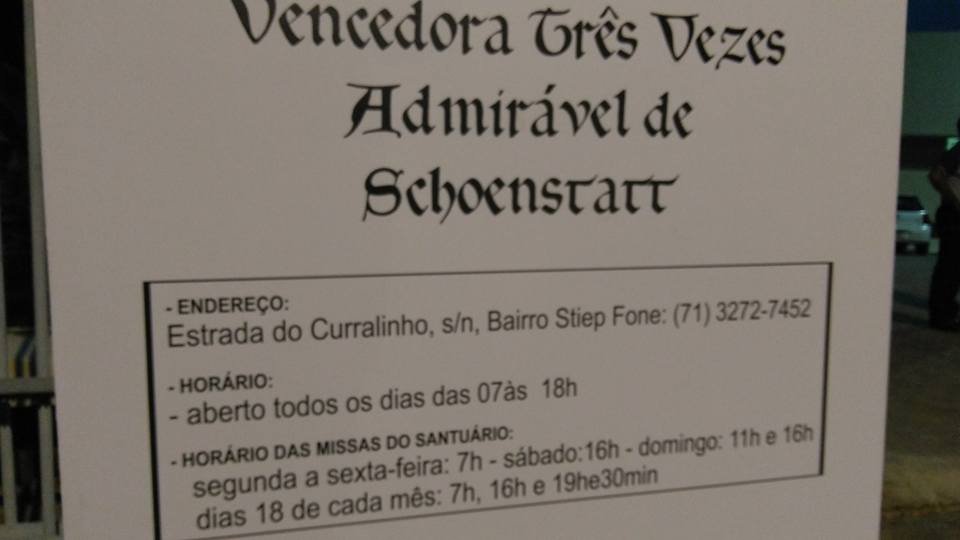 Vencedora Três Vezes
Admirável de
Schoenstatt
- ENDEREÇO:
Estrada do Curralinho, s/n, Bairro Stiep Fone: (71) 3272-7452
- HORÁRIO:
- aberto todos os dias das 07às 18h
- HORÁRIO DAS MISSAS DO SANTUÁRIO:
segunda a sexta-feira: 7h - sábado:16h - domingo: 11h e 16h
dias 18 de cada mês: 7h, 16h e 19he30min